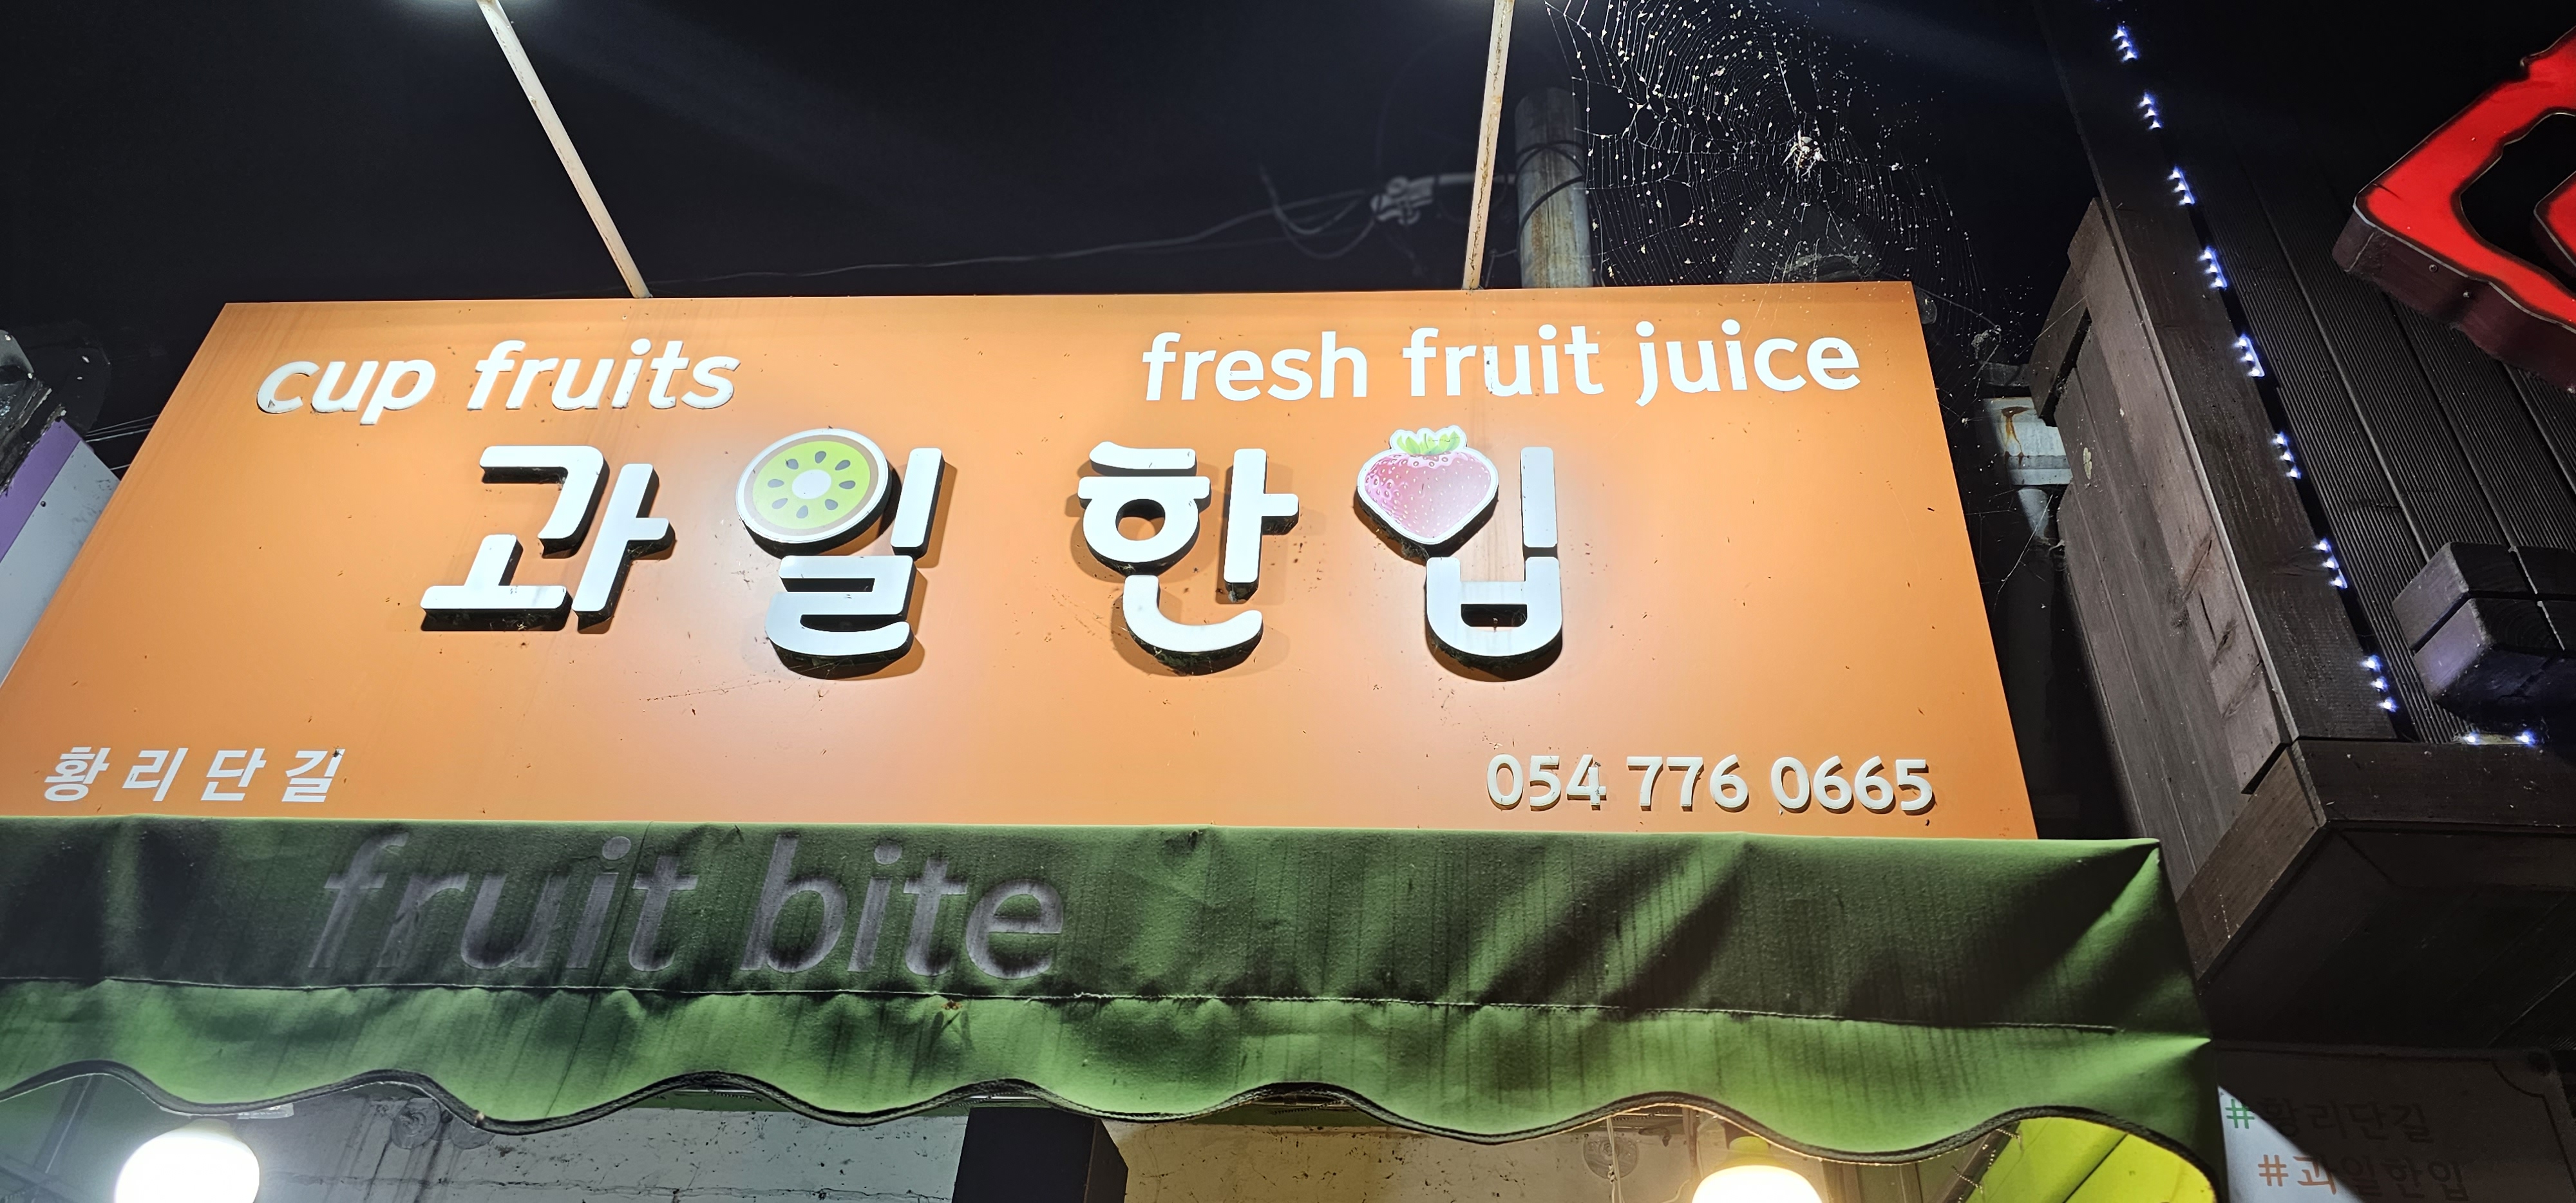 cup fruits
fresh fruit juice
과일 한입
황리단길
054 776 0665
fruit bite
#황리단길
#과일한입